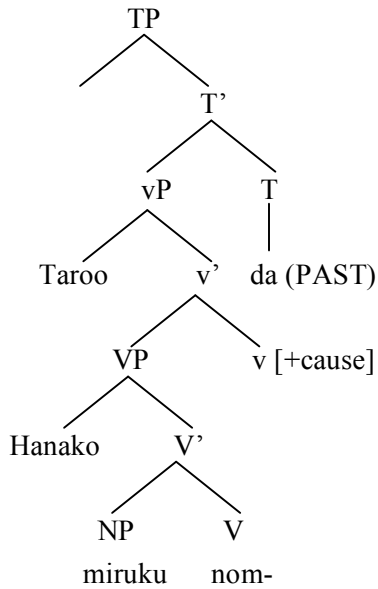 TP
T’
vP T
Taroo v’ da (PAST)
VP v [+cause]
Hanako V’
NP V
miruku nom-